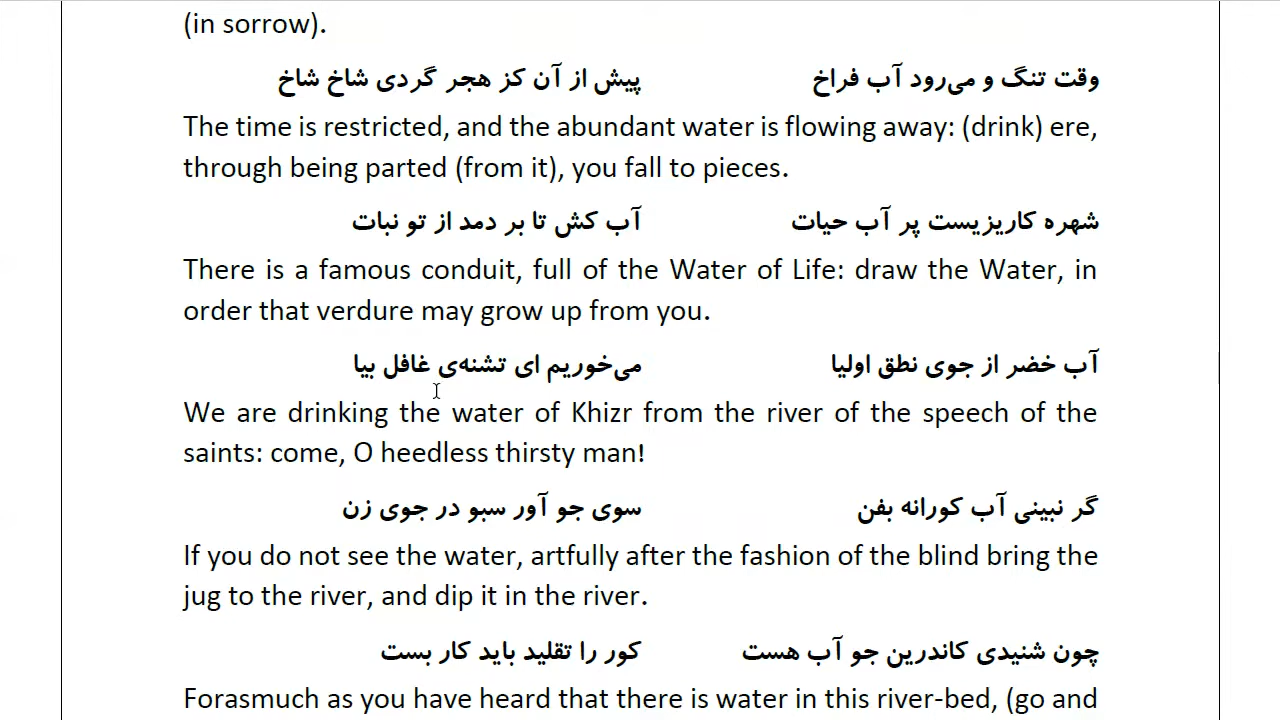 (in sorrow).
وقت تنگ و می‌رود آب فراخ پیش از آن کز هجر گردی شاخ شاخ
The time is restricted, and the abundant water is flowing away: (drink) ere,
through being parted (from it), you fall to pieces.
شهره کاریزیست پر آب حیات آب کش تا بر دمد از تو نبات
There is a famous conduit, full of the Water of Life: draw the Water, in
order that verdure may grow up from you.
آب خضر از جوی نطق اولیا می‌خوریم ای تشنه‌ی غافل بیا
We are drinking the water of Khizr from the river of the speech of the
saints: come, O heedless thirsty man!
گر نبینی آب کورانه بفن سوی جو آور سبو در جوی زن
If you do not see the water, artfully after the fashion of the blind bring the
jug to the river, and dip it in the river.
چون شنیدی کاندرین جو آب هست کور را تقلید باید کار بست
Forasmuch as you have heard that there is water in this river-bed, (go and